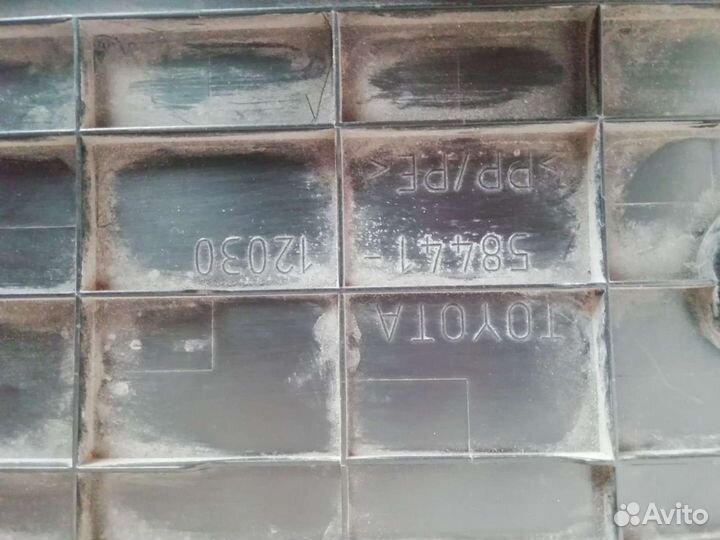 TOYOTA
58441-12030
>PP/PE<
Avito